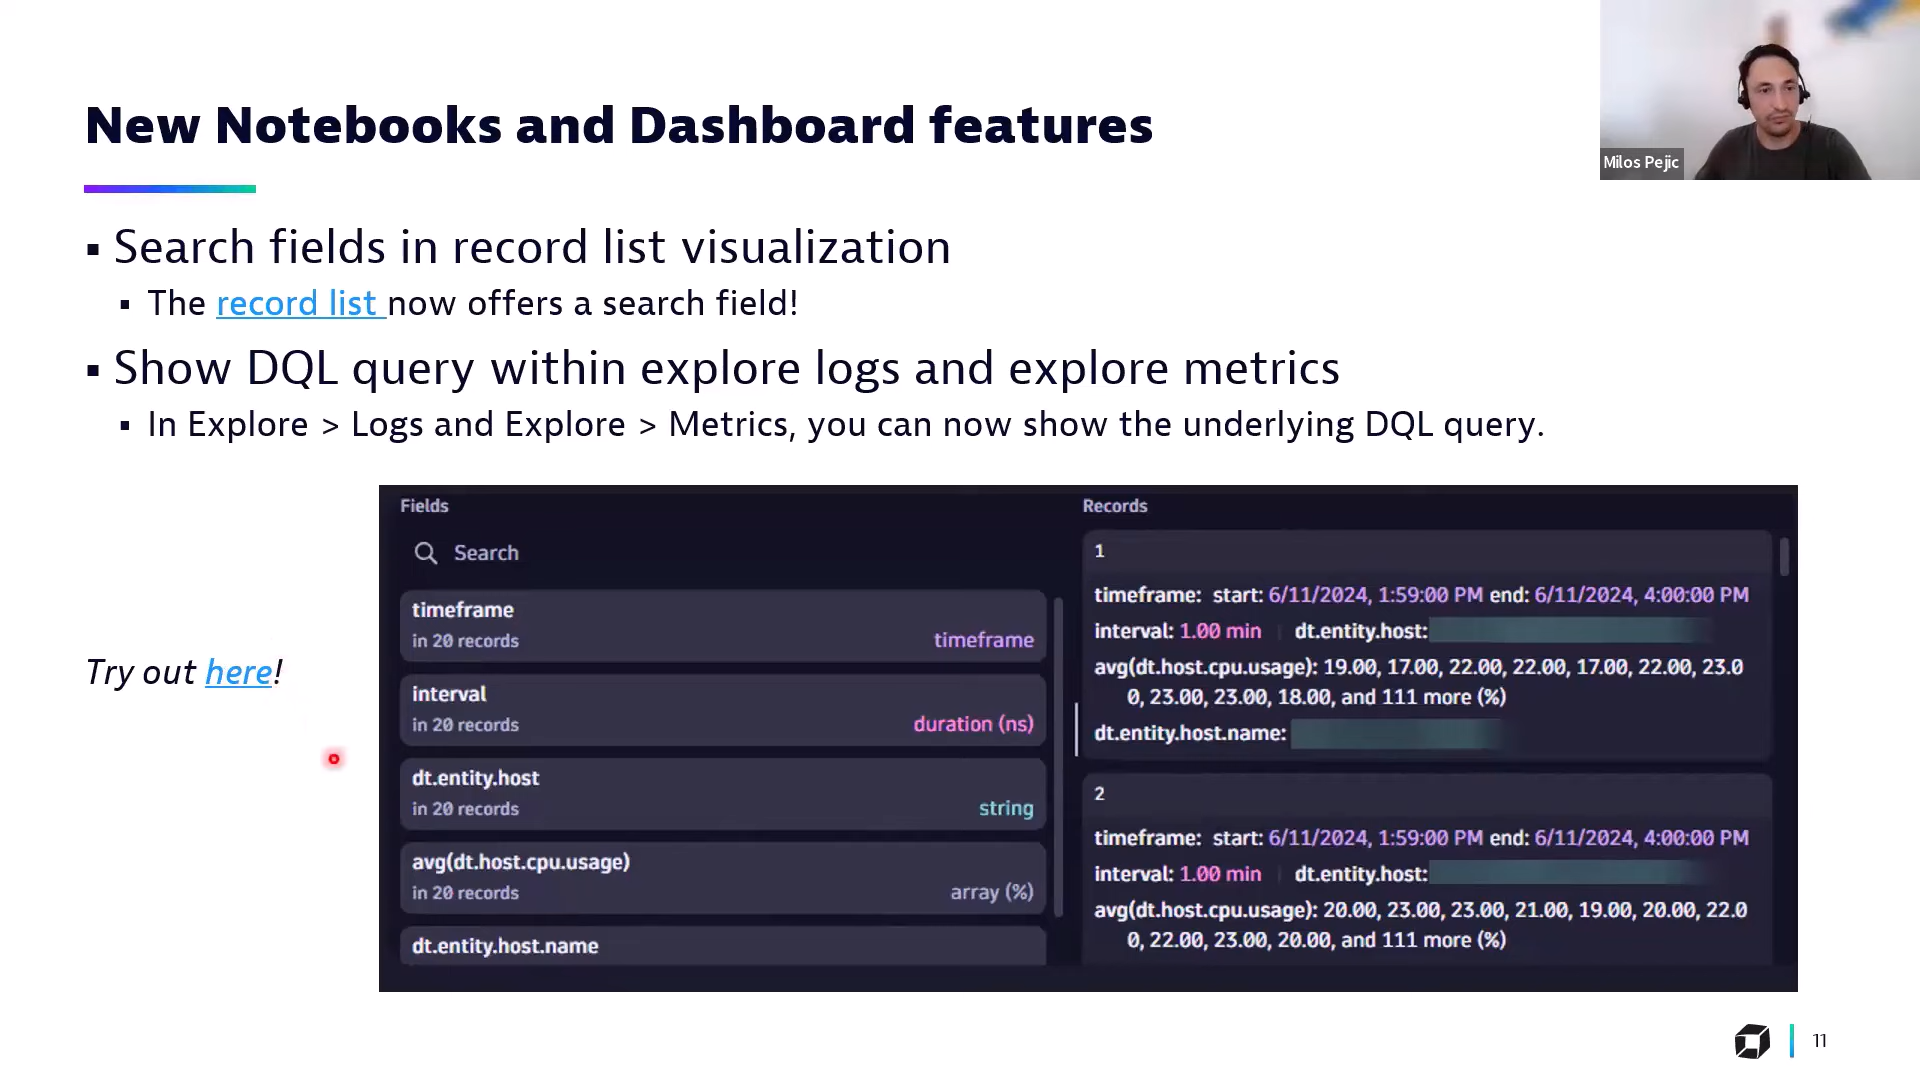 New Notebooks and Dashboard features
Milos Pejic
▪ Search fields in record list visualization
▪ The record list now offers a search field!
▪ Show DQL query within explore logs and explore metrics
▪ In Explore > Logs and Explore > Metrics, you can now show the underlying DQL query.
Try out here!
Fields
Search
timeframe
in 20 records
timeframe
interval
in 20 records
duration (ns)
dt.entity.host
in 20 records
string
avg(dt.host.cpu.usage)
in 20 records
array (%)
dt.entity.host.name
Records
1
timeframe: start: 6/11/2024, 1:59:00 PM end: 6/11/2024, 4:00:00 PM
interval: 1.00 min dt.entity.host:
avg(dt.host.cpu.usage): 19.00, 17.00, 22.00, 22.00, 17.00, 22.00, 23.0
0, 23.00, 23.00, 18.00, and 111 more (%)
dt.entity.host.name:
2
timeframe: start: 6/11/2024, 1:59:00 PM end: 6/11/2024, 4:00:00 PM
interval: 1.00 min dt.entity.host:
avg(dt.host.cpu.usage): 20.00, 23.00, 23.00, 21.00, 19.00, 20.00, 22.0
0, 22.00, 23.00, 20.00, and 111 more (%)
11